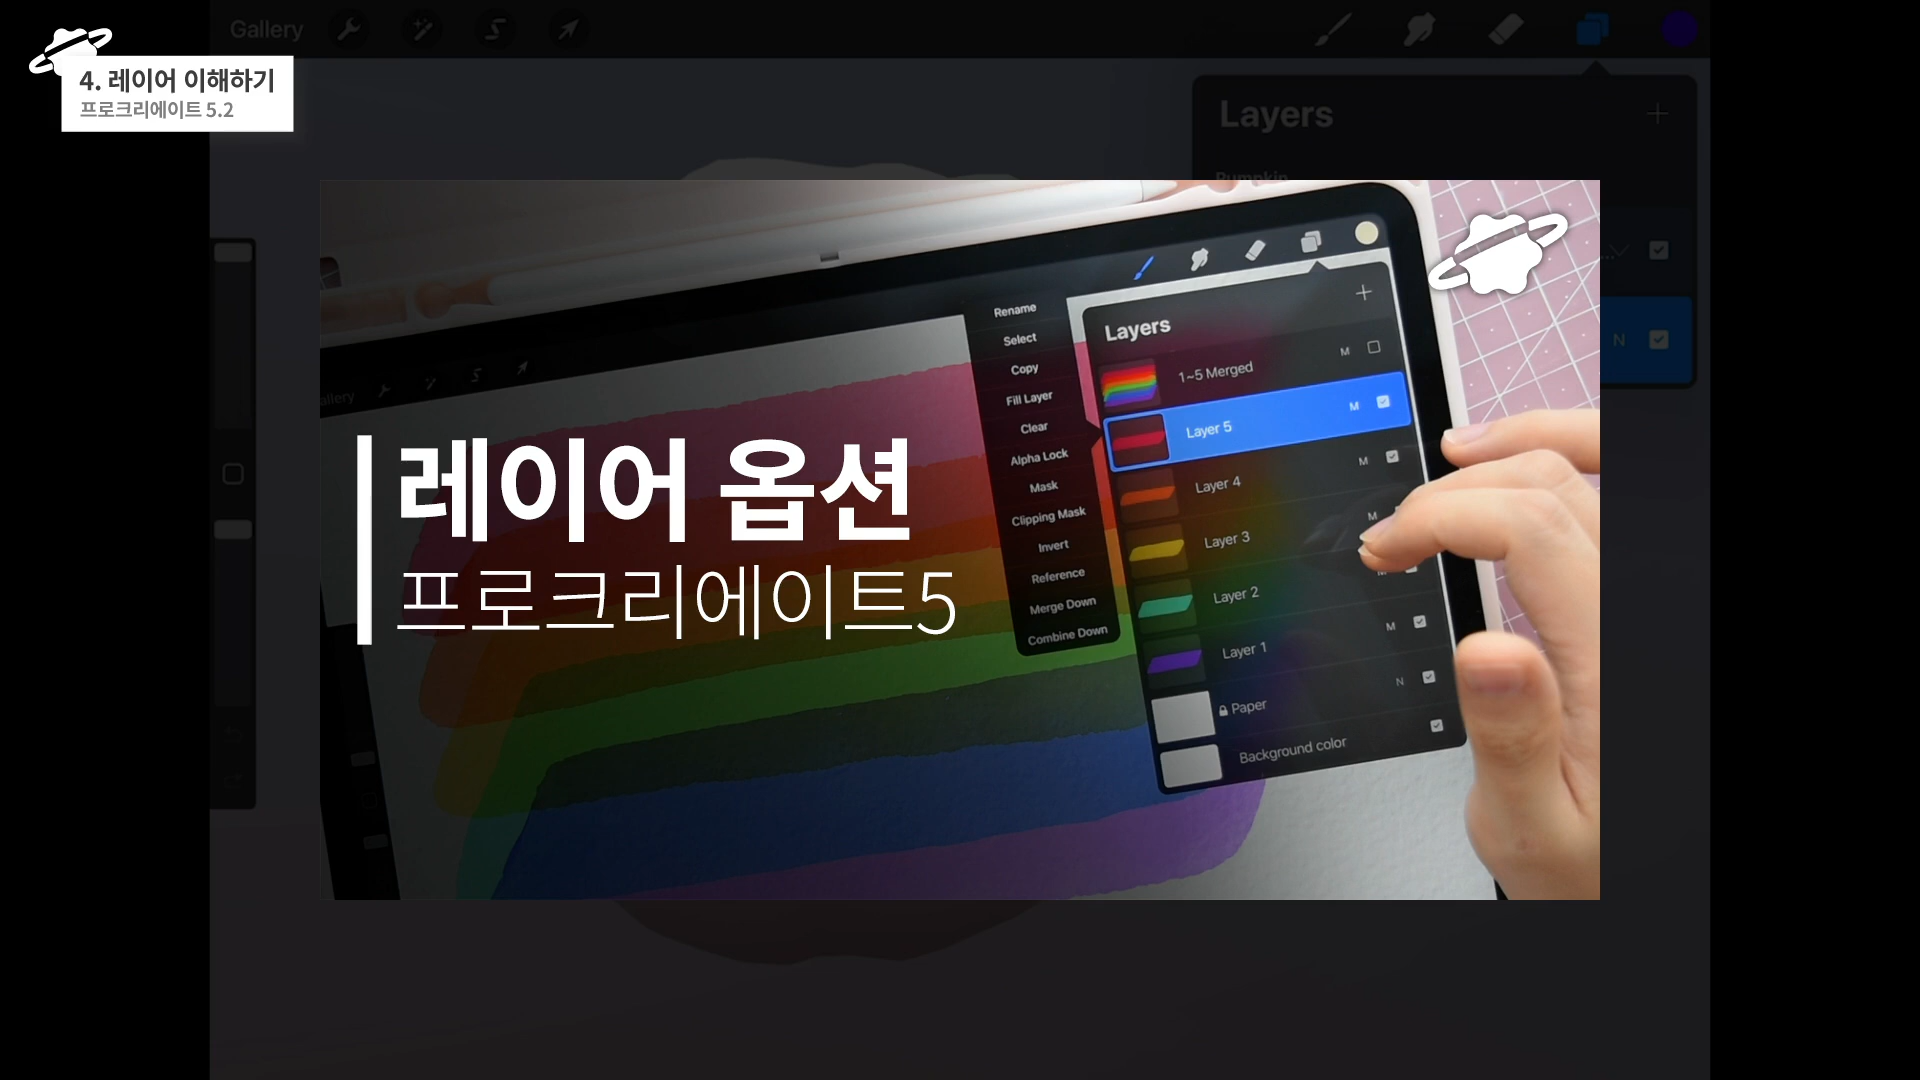 Gallery
4. 레이어 이해하기
프로크리에이트 5.2
Layers
Pumpkin
N
레이어 옵션
프로크리에이트5
Rename
Select
Copy
Fill Layer
Clear
Alpha Lock
Mask
Clipping Mask
Invert
Reference
Merge Down
Combine Down
Layers
1~5 Merged M
Layer 5 M
Layer 4 M
Layer 3 M
Layer 2 M
Layer 1 M
Paper N
Background color